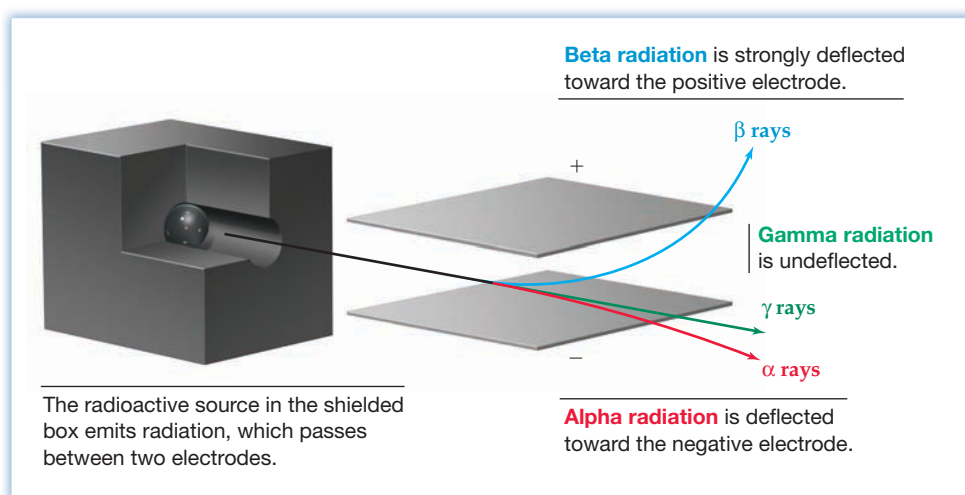 Beta radiation is strongly deflected
toward the positive electrode.
β rays
+
Gamma radiation
is undeflected.
γ rays
α rays
−
The radioactive source in the shielded
box emits radiation, which passes
between two electrodes.
Alpha radiation is deflected
toward the negative electrode.